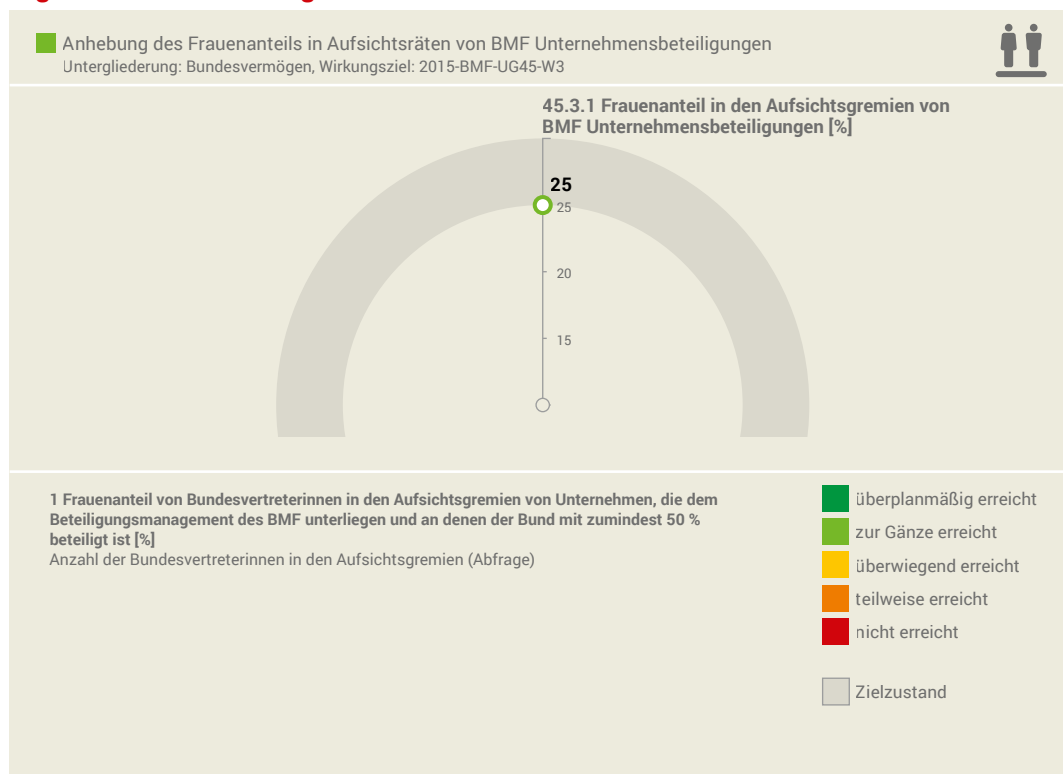 Anhebung des Frauenanteils in Aufsichtsräten von BMF Unternehmensbeteiligungen
Untergliederung: Bundesvermögen, Wirkungsziel: 2015-BMF-UG45-W3
45.3.1 Frauenanteil in den Aufsichtsgremien von
BMF Unternehmensbeteiligungen [%]
25
25
20
15
1 Frauenanteil von Bundesvertreterinnen in den Aufsichtsgremien von Unternehmen, die dem
Beteiligungsmanagement des BMF unterliegen und an denen der Bund mit zumindest 50 %
beteiligt ist [%]
Anzahl der Bundesvertreterinnen in den Aufsichtsgremien (Abfrage)
überplanmäßig erreicht
zur Gänze erreicht
überwiegend erreicht
teilweise erreicht
nicht erreicht
Zielzustand